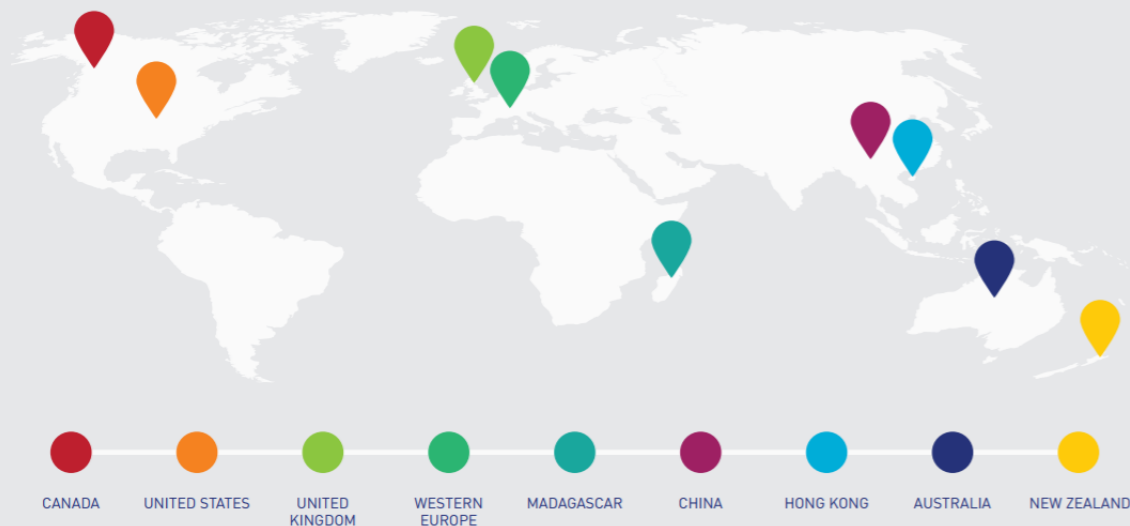 CANADA
UNITED STATES
UNITED
KINGDOM
WESTERN
EUROPE
MADAGASCAR
CHINA
HONG KONG
AUSTRALIA
NEW ZEALAND